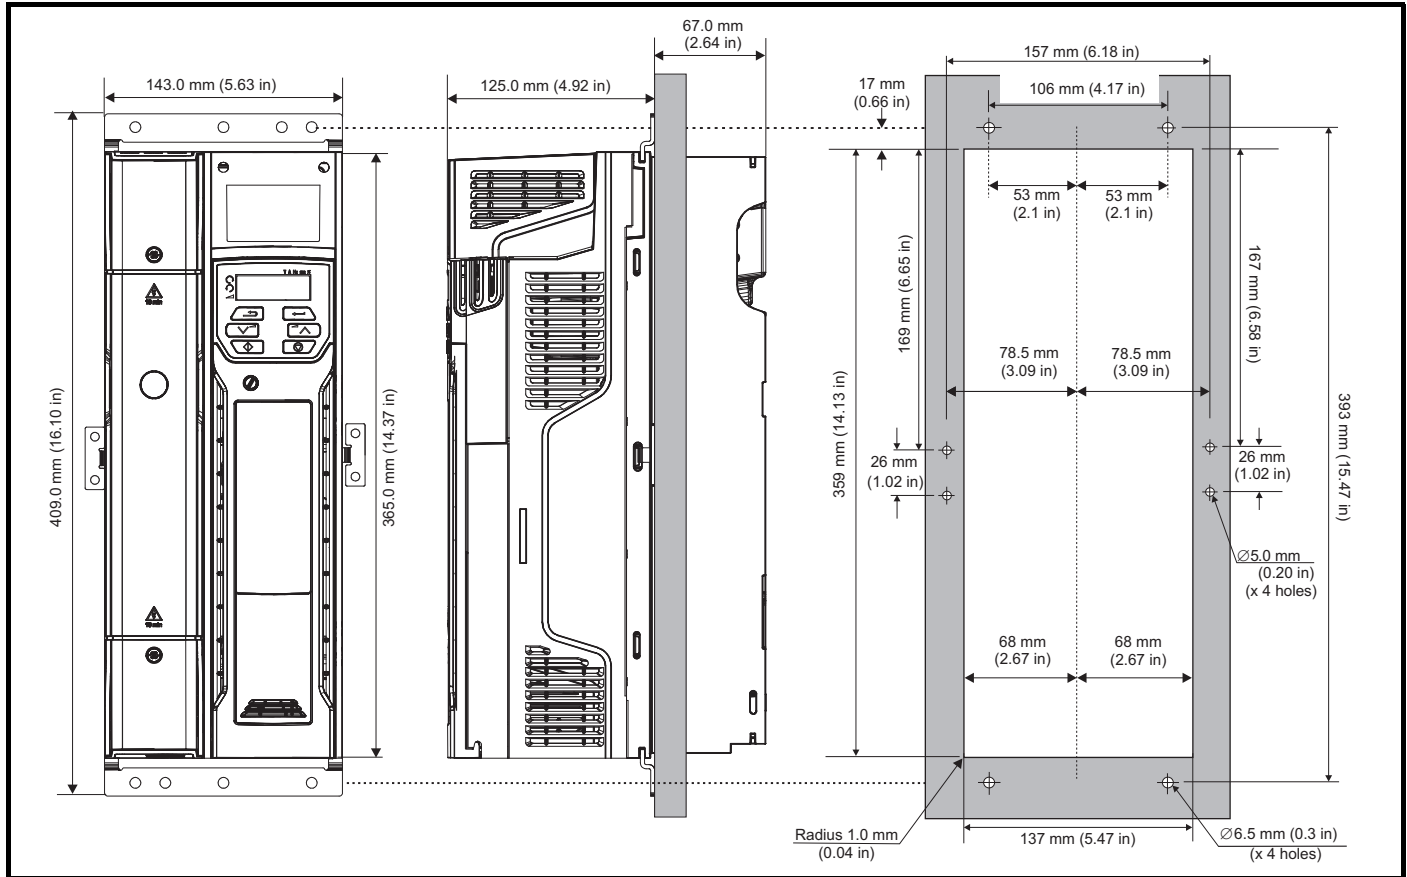 143.0 mm (5.63 in)
409.0 mm (16.10 in)
365.0 mm (14.37 in)
125.0 mm (4.92 in)
67.0 mm
(2.64 in)
17 mm
(0.66 in)
157 mm (6.18 in)
106 mm (4.17 in)
53 mm
(2.1 in)
53 mm
(2.1 in)
169 mm (6.65 in)
167 mm
(6.58 in)
78.5 mm
(3.09 in)
78.5 mm
(3.09 in)
359 mm (14.13 in)
393 mm (15.47 in)
26 mm
(1.02 in)
26 mm
(1.02 in)
∅5.0 mm
(0.20 in)
(x 4 holes)
68 mm
(2.67 in)
68 mm
(2.67 in)
Radius 1.0 mm
(0.04 in)
137 mm (5.47 in)
∅6.5 mm (0.3 in)
(x 4 holes)